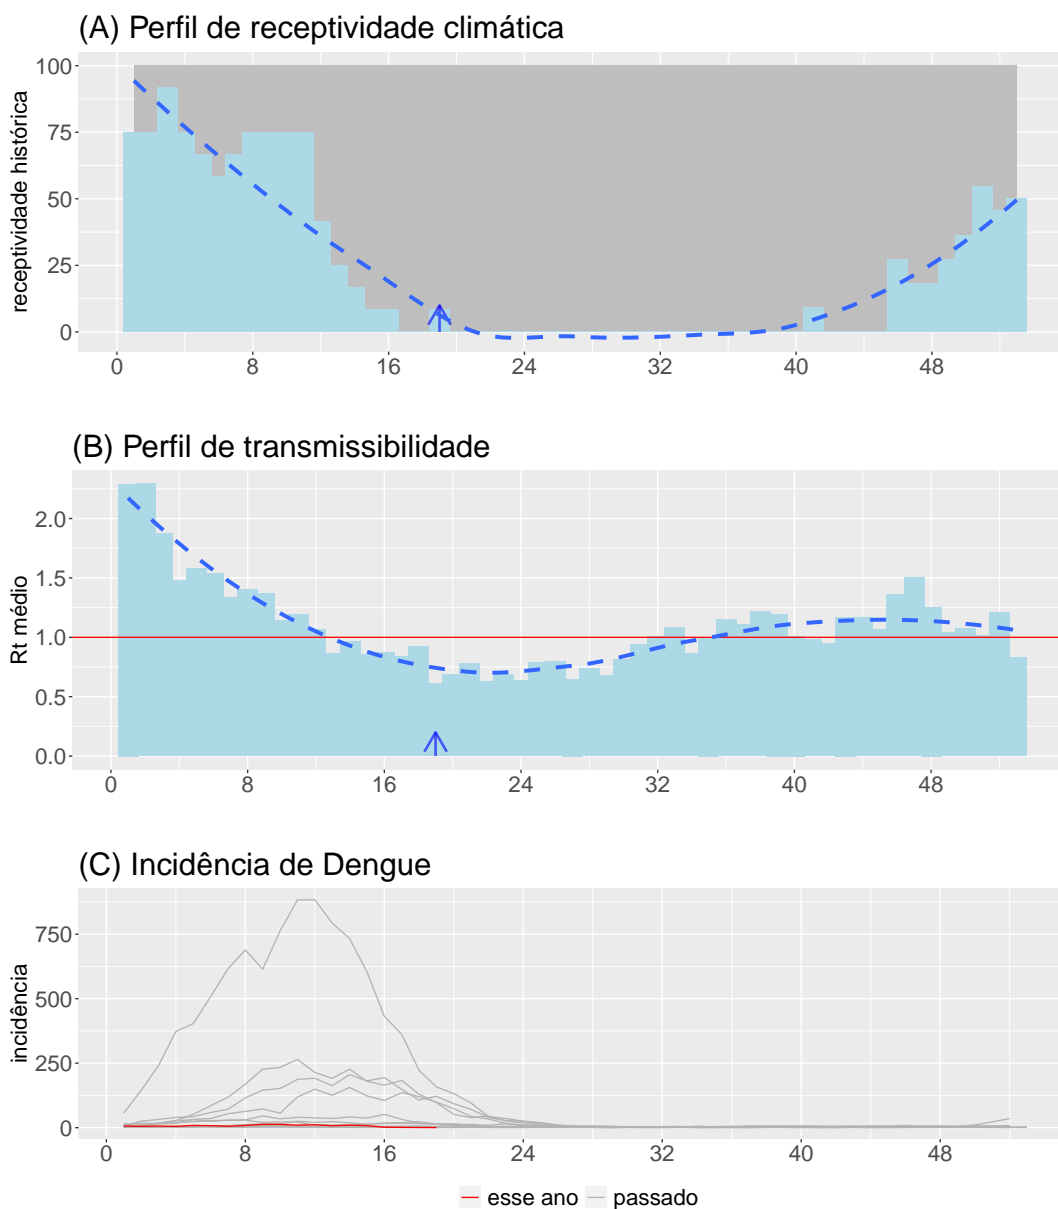 (A) Perfil de receptividade climática
receptividade histórica
100
75
50
25
0
0 8 16 24 32 40 48
(B) Perfil de transmissibilidade
Rt médio
2.0
1.5
1.0
0.5
0.0
0 8 16 24 32 40 48
(C) Incidência de Dengue
incidência
750
500
250
0
0 8 16 24 32 40 48
esse ano passado